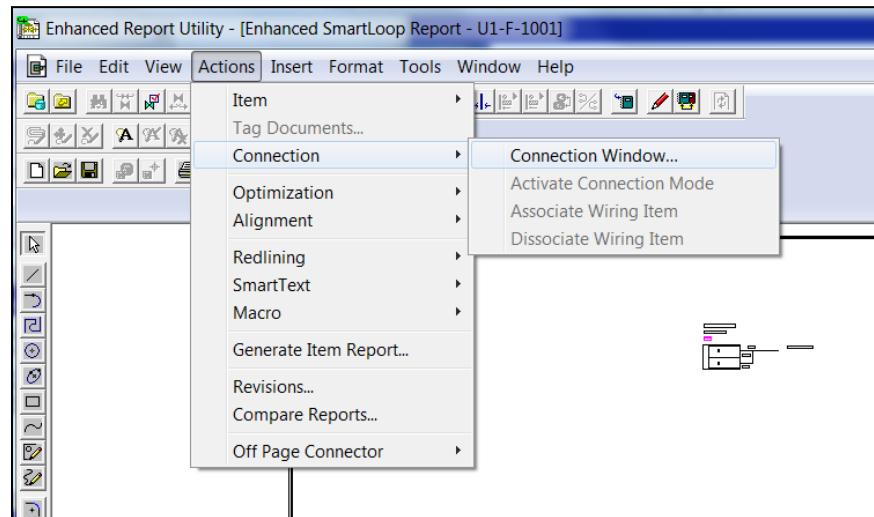 Enhanced Report Utility - [Enhanced SmartLoop Report - U1-F-1001]
File Edit View Actions Insert Format Tools Window Help
Item
Tag Documents...
Connection
Connection Window...
Activate Connection Mode
Associate Wiring Item
Dissociate Wiring Item
Optimization
Alignment
Redlining
SmartText
Macro
Generate Item Report...
Revisions...
Compare Reports...
Off Page Connector